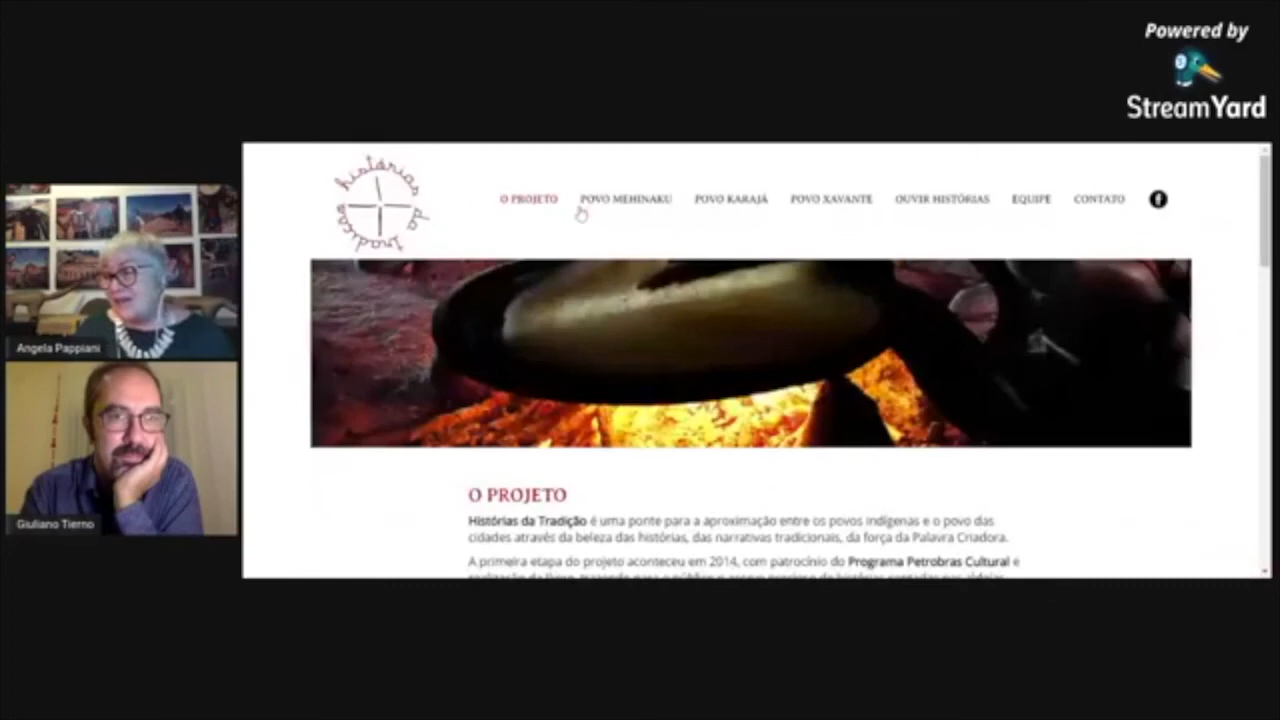 Powered by
StreamYard
histórias da tradição
O PROJETO
POVO MEHINAKU
POVO KARAJÁ
POVO XAVANTE
OUVIR HISTÓRIAS
EQUIPE
CONTATO
Angela Pappiani
Giuliano Tierno
O PROJETO
Histórias da Tradição é uma ponte para a aproximação entre os povos indígenas e o povo das
cidades através da beleza das histórias, das narrativas tradicionais, da força da Palavra Criadora.
A primeira etapa do projeto aconteceu em 2014, com patrocínio do Programa Petrobras Cultural e